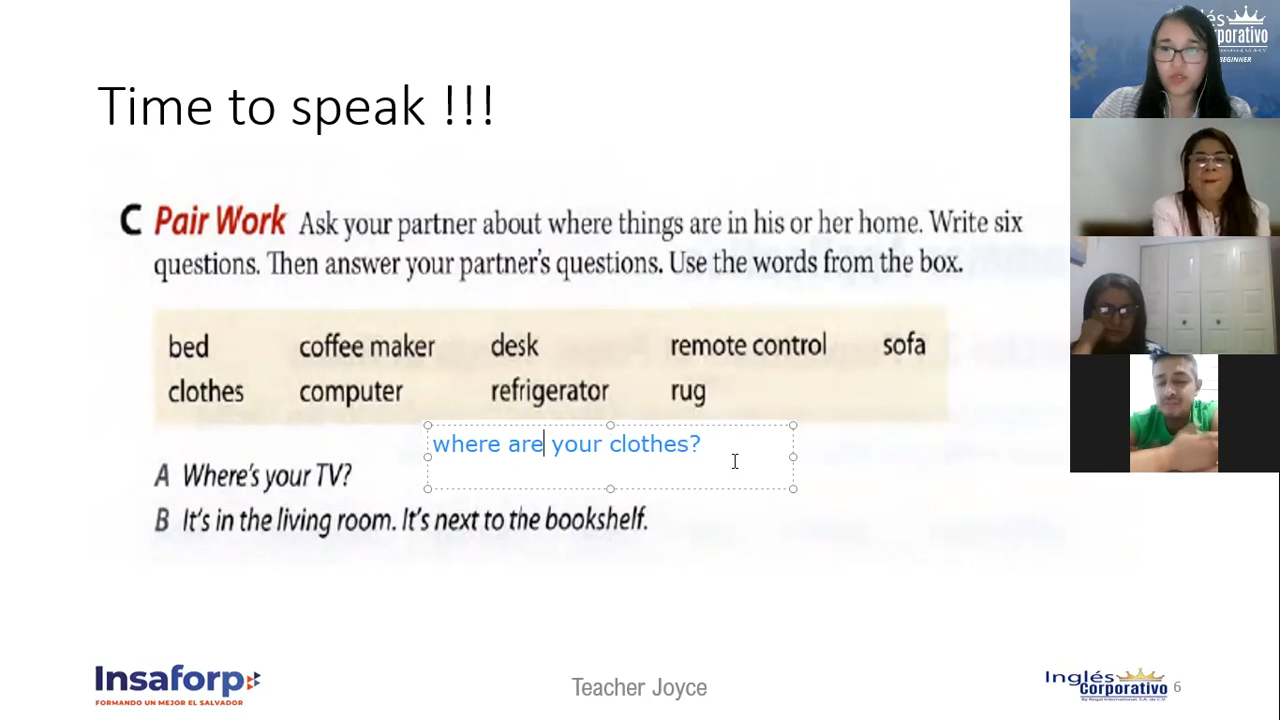 Time to speak !!!
C Pair Work Ask your partner about where things are in his or her home. Write six
questions. Then answer your partner's questions. Use the words from the box.
bed coffee maker desk remote control sofa
clothes computer refrigerator rug
where are your clothes?
A Where's your TV?
B It's in the living room. It's next to the bookshelf.
Insaforp
FORMANDO UN MEJOR EL SALVADOR
Teacher Joyce
Inglés
Corporativo
6
BEGINNER